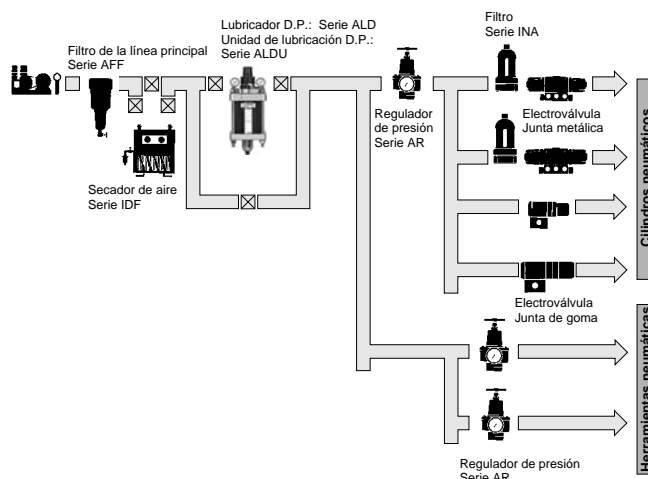 Lubricador D.P.: Serie ALD
Unidad de lubricación D.P.:
Serie ALDU
Filtro
Serie INA
Filtro de la línea principal
Serie AFF
Secador de aire
Serie IDF
Regulador
de presión
Serie AR
Electroválvula
Junta metálica
Cilindros neumáticos
Electroválvula
Junta de goma
Herramientas neumáticas
Regulador de presión
Serie AR